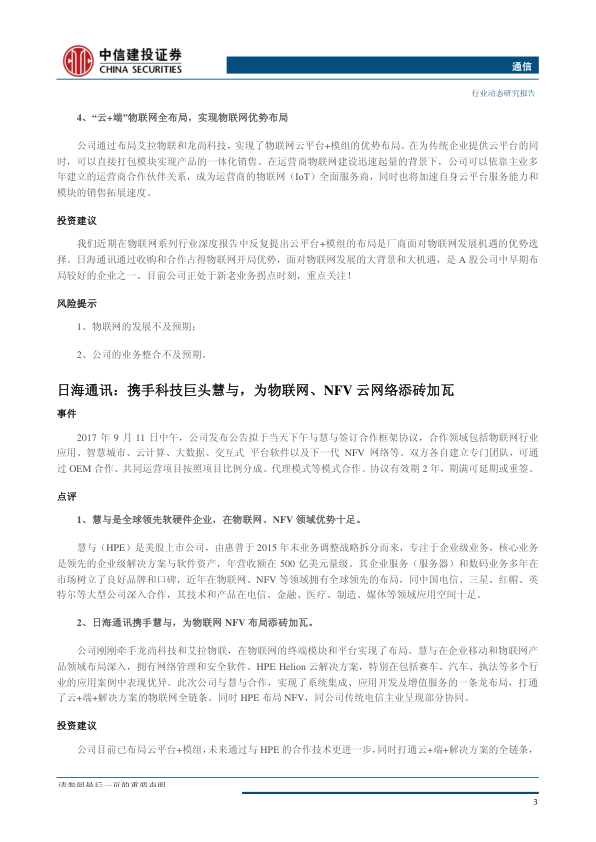 中信建投证券
CHINA SECURITIES
通信
行业动态研究报告
4、“云+端”物联网全布局，实现物联网优势布局
公司通过布局艾拉物联和龙尚科技，实现了物联网云平台+模组的优势布局。在为传统企业提供云平台的同
时，可以直接打包模块实现产品的一体化销售。在运营商物联网建设迅速起量的背景下，公司可以依靠主业多
年建立的运营商合作伙伴关系，成为运营商的物联网（IoT）全面服务商，同时也将加速自身云平台服务能力和
模块的销售拓展速度。
投资建议
我们近期在物联网系列行业深度报告中反复提出云平台+模组的布局是厂商面对物联网发展机遇的优势选
择。日海通讯通过收购和合作占得物联网开局优势，面对物联网发展的大背景和大机遇，是 A 股公司中早期布
局较好的企业之一。目前公司正处于新老业务拐点时刻，重点关注！
风险提示
1、物联网的发展不及预期；
2、公司的业务整合不及预期。
日海通讯：携手科技巨头慧与，为物联网、NFV 云网络添砖加瓦
事件
2017 年 9 月 11 日中午，公司发布公告拟于当天下午与慧与签订合作框架协议，合作领域包括物联网行业
应用、智慧城市、云计算、大数据、交互式 平台软件以及下一代 NFV 网络等。双方各自建立专门团队，可通
过 OEM 合作、共同运营项目按照项目比例分成、代理模式等模式合作。协议有效期 2 年，期满可延期或重签。
点评
1、慧与是全球领先软硬件企业，在物联网、NFV 领域优势十足。
慧与（HPE）是美股上市公司，由惠普于 2015 年末业务调整战略拆分而来，专注于企业级业务，核心业务
是领先的企业级解决方案与软件资产，年营收额在 500 亿美元量级。其企业服务（服务器）和数码业务多年在
市场树立了良好品牌和口碑，近年在物联网、NFV 等领域拥有全球领先的布局，同中国电信、三星、红帽、英
特尔等大型公司深入合作，其技术和产品在电信、金融、医疗、制造、媒体等领域应用空间十足。
2、日海通讯携手慧与，为物联网 NFV 布局添砖加瓦。
公司刚刚牵手龙尚科技和艾拉物联，在物联网的终端模块和平台实现了布局。慧与在企业移动和物联网产
品领域布局深入，拥有网络管理和安全软件、HPE Helion 云解决方案，特别在包括赛车、汽车、执法等多个行
业的应用案例中表现优异。此次公司与慧与合作，实现了系统集成、应用开发及增值服务的一条龙布局，打通
了云+端+解决方案的物联网全链条。同时 HPE 布局 NFV，同公司传统电信主业呈现部分协同。
投资建议
公司目前已布局云平台+模组，未来通过与 HPE 的合作技术更进一步，同时打通云+端+解决方案的全链条，
请参阅最后一页的重要声明
3